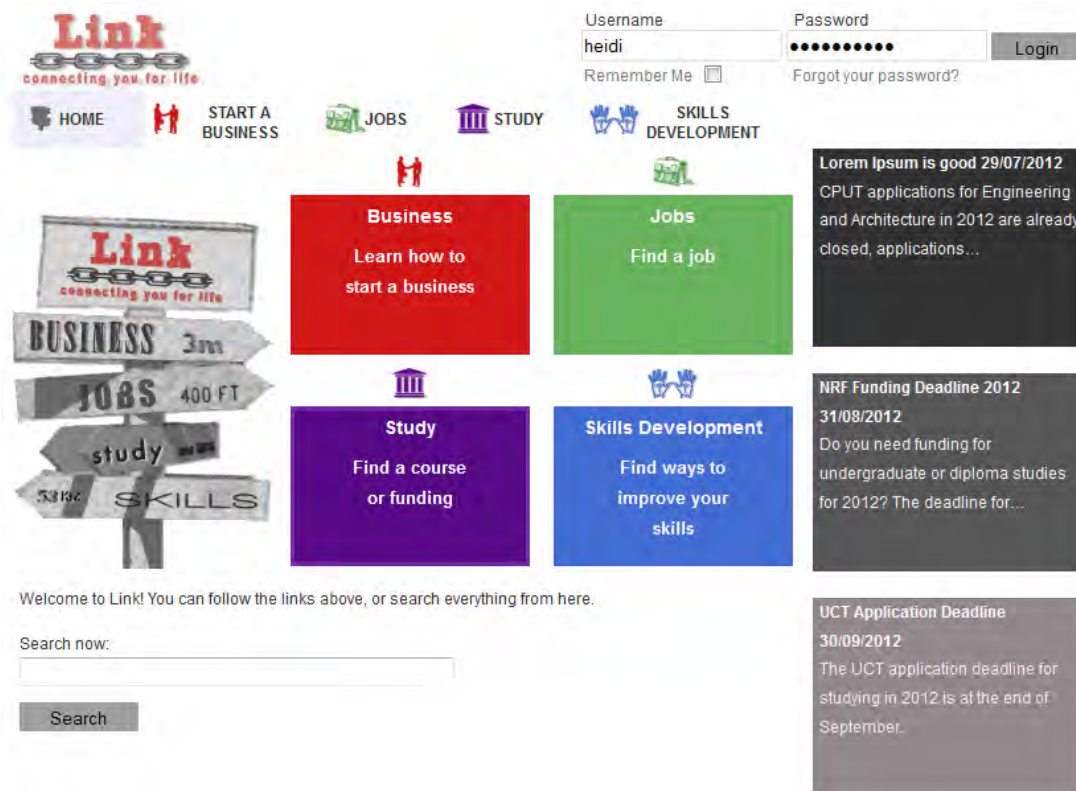 Link
connecting you for life
Username
Password
heidi
Login
Remember Me
Forgot your password?
HOME
START A
BUSINESS
JOBS
STUDY
SKILLS
DEVELOPMENT
Link
connecting you for life
BUSINESS 3m
JOBS 400 FT
study
SKILLS
Business
Learn how to
start a business
Jobs
Find a job
Study
Find a course
or funding
Skills Development
Find ways to
improve your
skills
Lorem Ipsum is good 29/07/2012
CPUT applications for Engineering
and Architecture in 2012 are already
closed, applications...
NRF Funding Deadline 2012
31/08/2012
Do you need funding for
undergraduate or diploma studies
for 2012? The deadline for...
UCT Application Deadline
30/09/2012
The UCT application deadline for
studying in 2012 is at the end of
September.
Welcome to Link! You can follow the links above, or search everything from here.
Search now:
Search